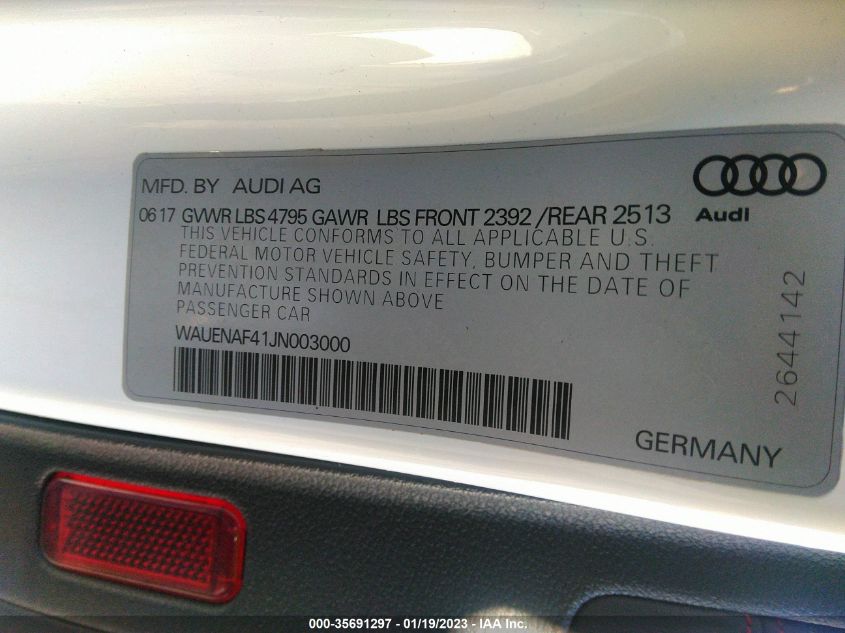 MFD. BY AUDI AG
Audi
0617 GVWR LBS 4795 GAWR LBS FRONT 2392 /REAR 2513
THIS VEHICLE CONFORMS TO ALL APPLICABLE U.S.
FEDERAL MOTOR VEHICLE SAFETY, BUMPER AND THEFT
PREVENTION STANDARDS IN EFFECT ON THE DATE OF
MANUFACTURE SHOWN ABOVE
PASSENGER CAR
WAUENAF41JN003000
2644142
GERMANY
000-35691297 - 01/19/2023 - IAA Inc.